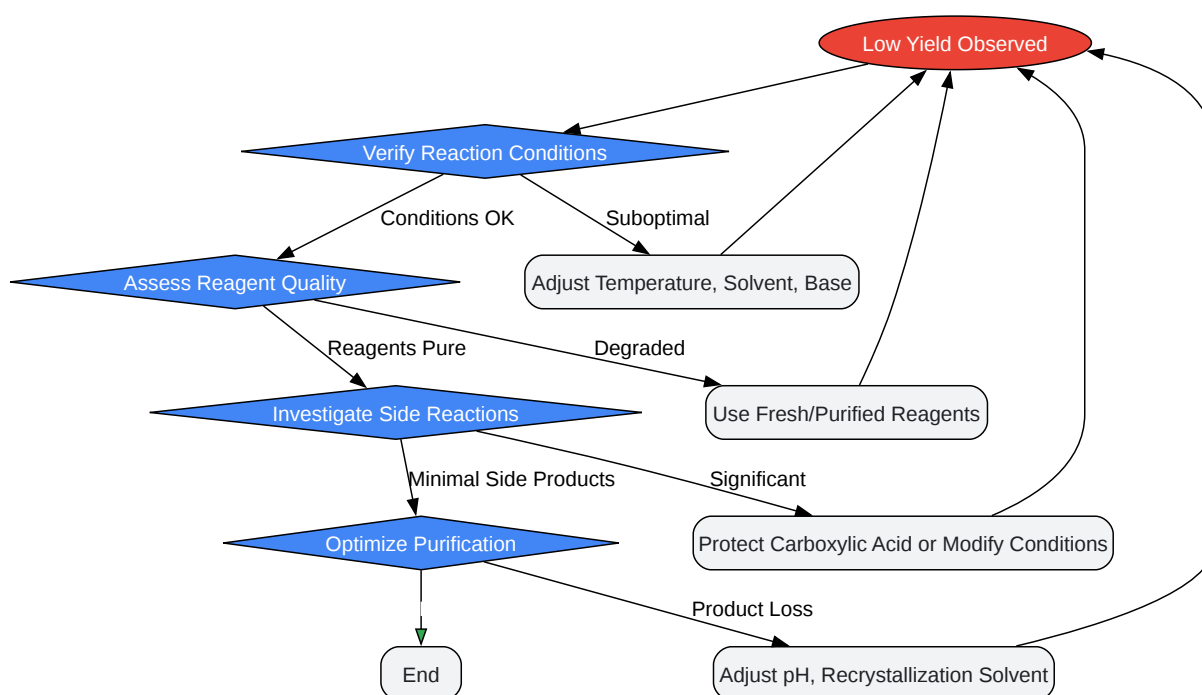 Low Yield Observed
Verify Reaction Conditions
Conditions OK
Suboptimal
Assess Reagent Quality
Adjust Temperature, Solvent, Base
Reagents Pure
Degraded
Investigate Side Reactions
Use Fresh/Purified Reagents
Minimal Side Products
Significant
Optimize Purification
Protect Carboxylic Acid or Modify Conditions
Product Loss
End
Adjust pH, Recrystallization Solvent